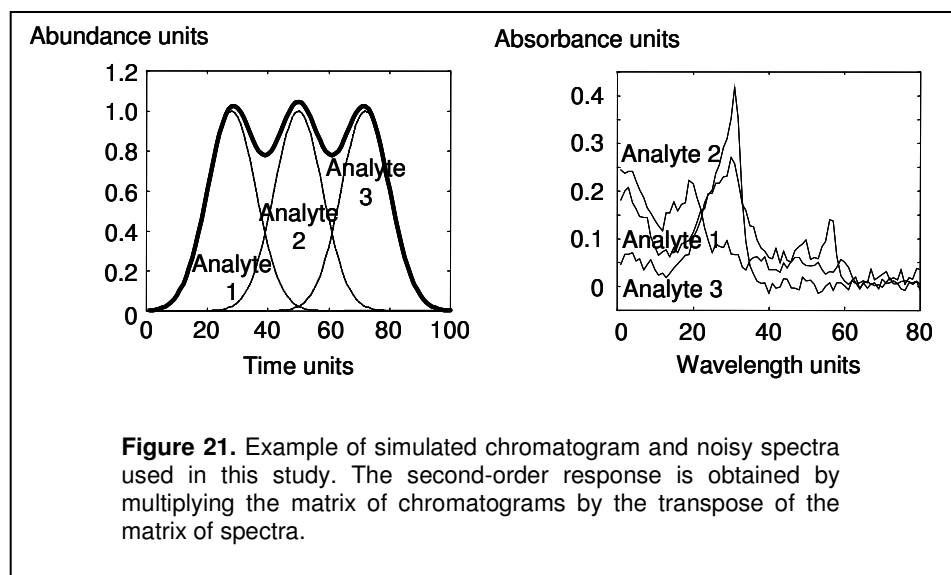 Abundance units
1.2
1.0
0.8
0.6
0.4
0.2
0
0 20 40 60 80 100
Time units
Analyte
1
Analyte
2
Analyte
3
Absorbance units
0.4
0.3
0.2
0.1
0
0 20 40 60 80
Wavelength units
Analyte 2
Analyte 1
Analyte 3
Figure 21. Example of simulated chromatogram and noisy spectra
used in this study. The second-order response is obtained by
multiplying the matrix of chromatograms by the transpose of the
matrix of spectra.